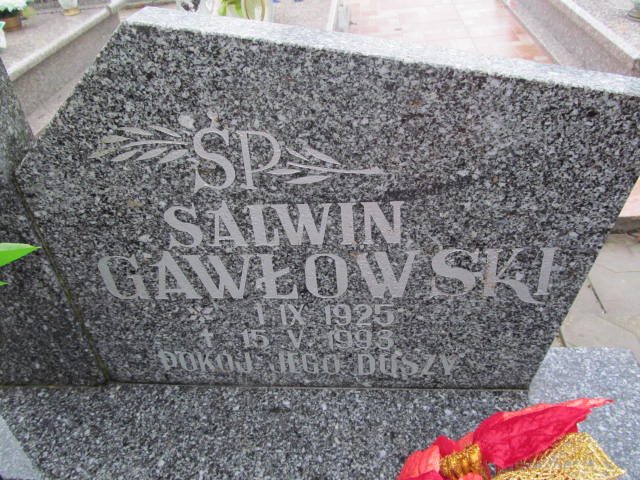 ŚP
SALWIN
GAWŁOWSKI
* 1 IX 1925
+ 15 V 1993
POKÓJ JEGO DUSZY